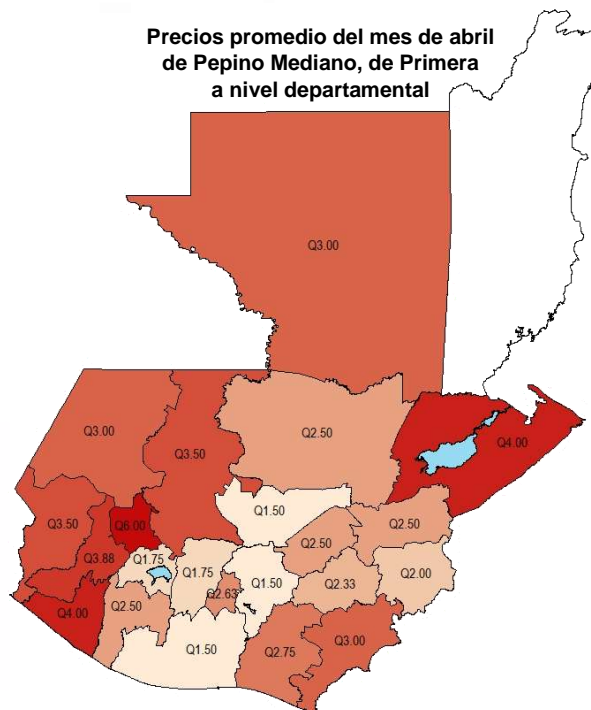 Precios promedio del mes de abril
de Pepino Mediano, de Primera
a nivel departamental
Q3.00
Q3.00
Q3.50
Q2.50
Q4.00
Q3.50
Q6.00
Q1.50
Q2.50
Q2.50
Q3.88
Q1.75
Q1.75
Q1.50
Q2.33
Q2.00
Q4.00
Q2.50
Q2.63
Q1.50
Q2.75
Q3.00